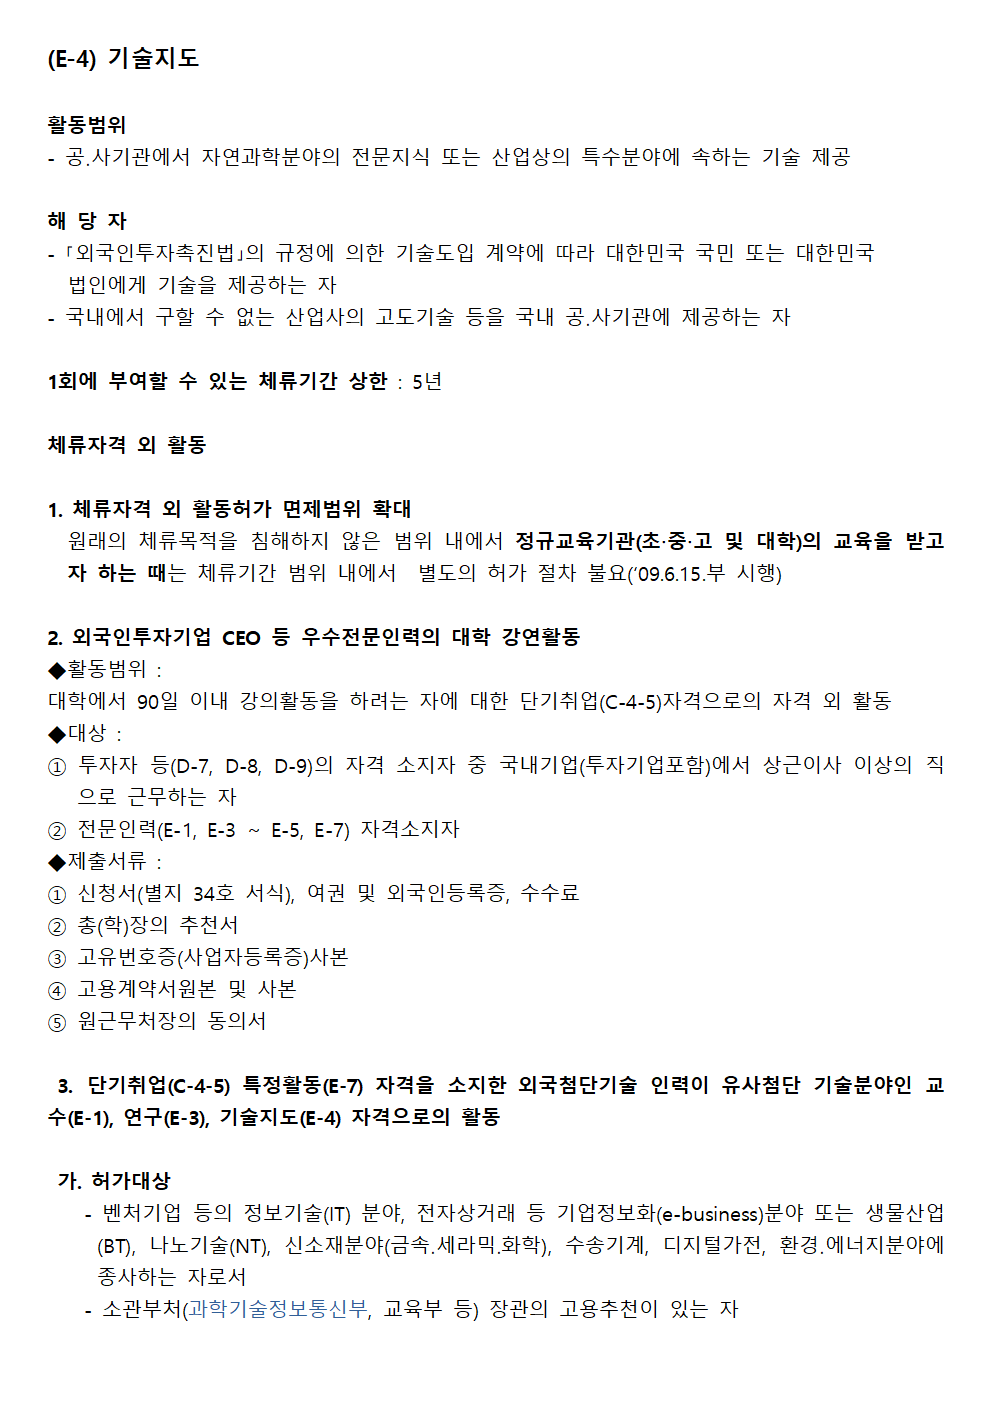 (E-4) 기술지도
활동범위
- 공.사기관에서 자연과학분야의 전문지식 또는 산업상의 특수분야에 속하는 기술 제공
해 당 자
- ｢외국인투자촉진법｣의 규정에 의한 기술도입 계약에 따라 대한민국 국민 또는 대한민국
법인에게 기술을 제공하는 자
- 국내에서 구할 수 없는 산업사의 고도기술 등을 국내 공.사기관에 제공하는 자
1회에 부여할 수 있는 체류기간 상한 : 5년
체류자격 외 활동
1. 체류자격 외 활동허가 면제범위 확대
원래의 체류목적을 침해하지 않은 범위 내에서 정규교육기관(초·중·고 및 대학)의 교육을 받고
자 하는 때는 체류기간 범위 내에서 별도의 허가 절차 불요(‘09.6.15.부 시행)
2. 외국인투자기업 CEO 등 우수전문인력의 대학 강연활동
◆활동범위 :
대학에서 90일 이내 강의활동을 하려는 자에 대한 단기취업(C-4-5)자격으로의 자격 외 활동
◆대상 :
① 투자자 등(D-7, D-8, D-9)의 자격 소지자 중 국내기업(투자기업포함)에서 상근이사 이상의 직
으로 근무하는 자
② 전문인력(E-1, E-3 ~ E-5, E-7) 자격소지자
◆제출서류 :
① 신청서(별지 34호 서식), 여권 및 외국인등록증, 수수료
② 총(학)장의 추천서
③ 고유번호증(사업자등록증)사본
④ 고용계약서원본 및 사본
⑤ 원근무처장의 동의서
3. 단기취업(C-4-5) 특정활동(E-7) 자격을 소지한 외국첨단기술 인력이 유사첨단 기술분야인 교
수(E-1), 연구(E-3), 기술지도(E-4) 자격으로의 활동
가. 허가대상
- 벤처기업 등의 정보기술(IT) 분야, 전자상거래 등 기업정보화(e-business)분야 또는 생물산업
(BT), 나노기술(NT), 신소재분야(금속.세라믹.화학), 수송기계, 디지털가전, 환경.에너지분야에
종사하는 자로서
- 소관부처(과학기술정보통신부, 교육부 등) 장관의 고용추천이 있는 자